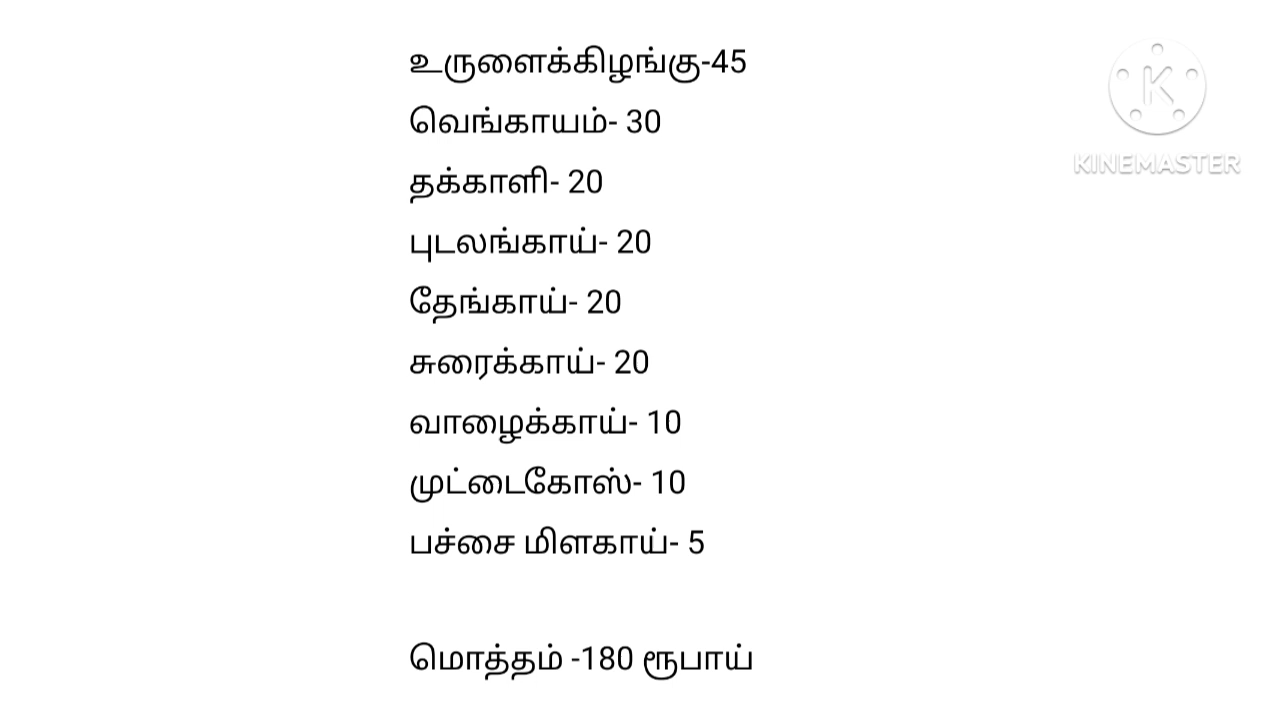 உருளைக்கிழங்கு-45
வெங்காயம்- 30
தக்காளி- 20
புடலங்காய்- 20
தேங்காய்- 20
சுரைக்காய்- 20
வாழைக்காய்- 10
முட்டைகோஸ்- 10
பச்சை மிளகாய்- 5
மொத்தம் -180 ரூபாய்
K
KINEMASTER